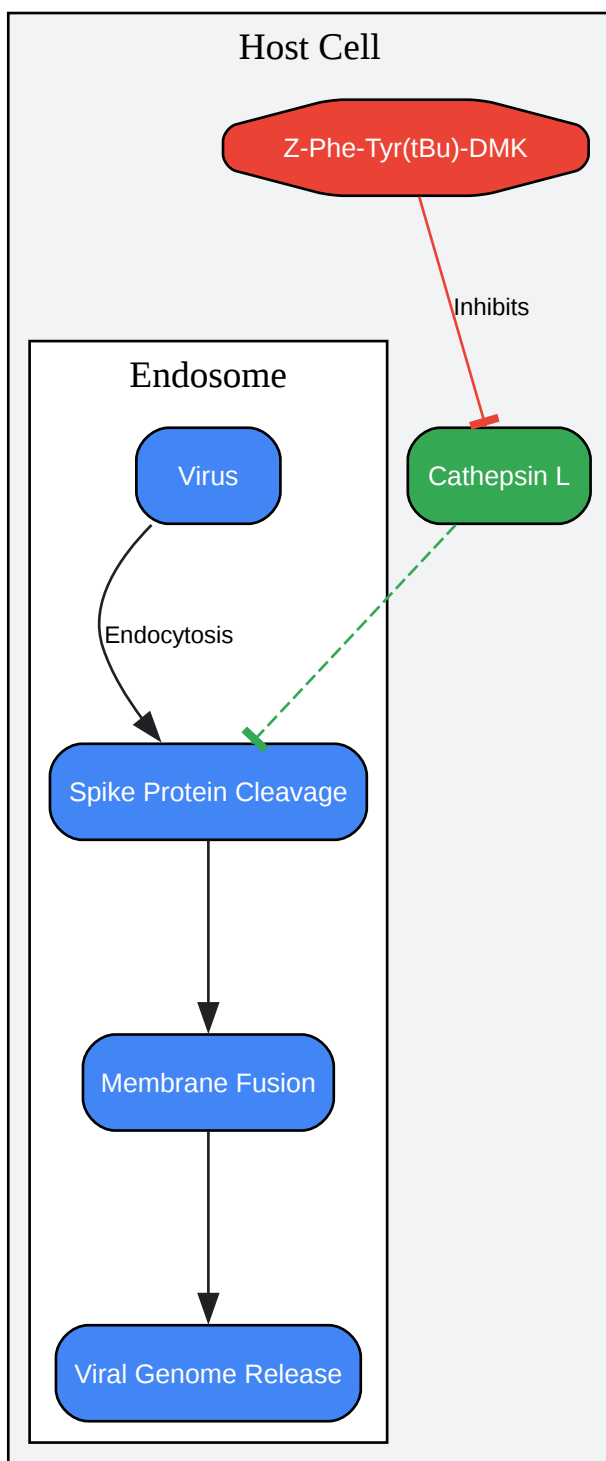 Host Cell
Z-Phe-Tyr(tBu)-DMK
Inhibits
Endosome
Virus
Cathepsin L
Endocytosis
Spike Protein Cleavage
Membrane Fusion
Viral Genome Release